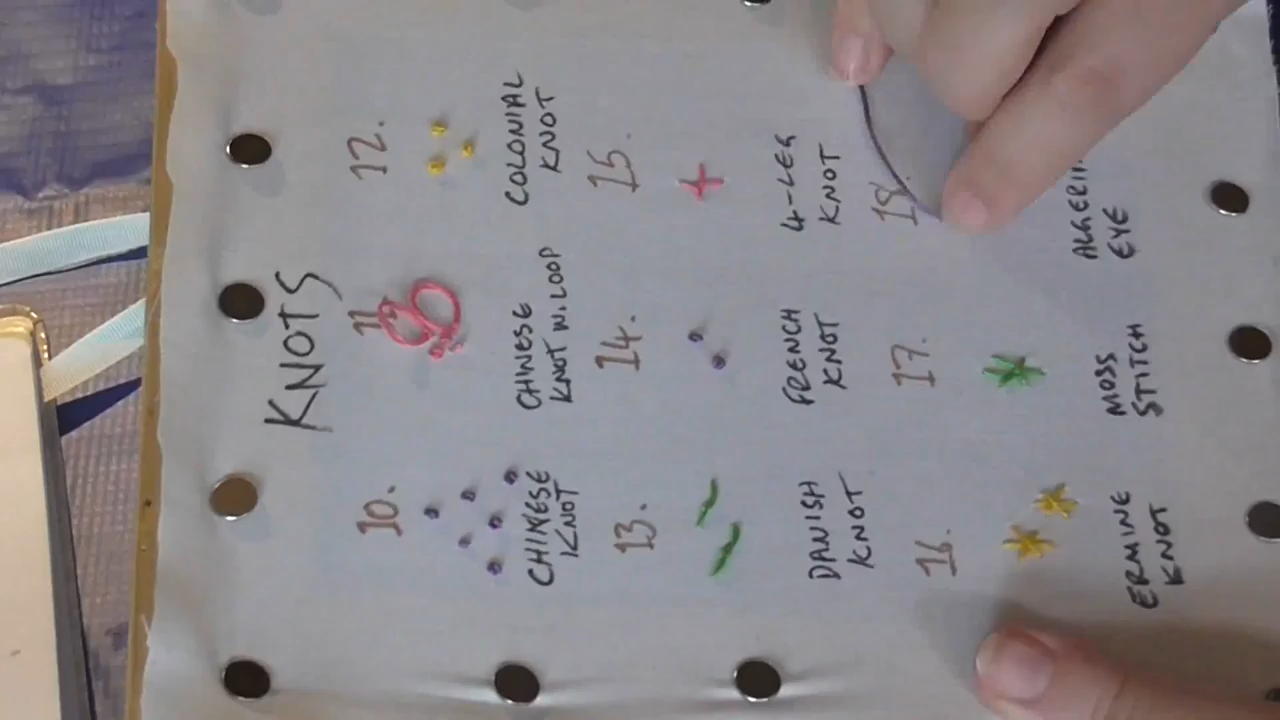 KNOTS
10.
11.
12.
CHINESE
KNOT
CHINESE
KNOT W. LOOP
COLONIAL
KNOT
13.
14.
15.
DANISH
KNOT
FRENCH
KNOT
4-LEG
KNOT
16.
17.
18.
ERMINE
KNOT
MOSS
STITCH
EYE